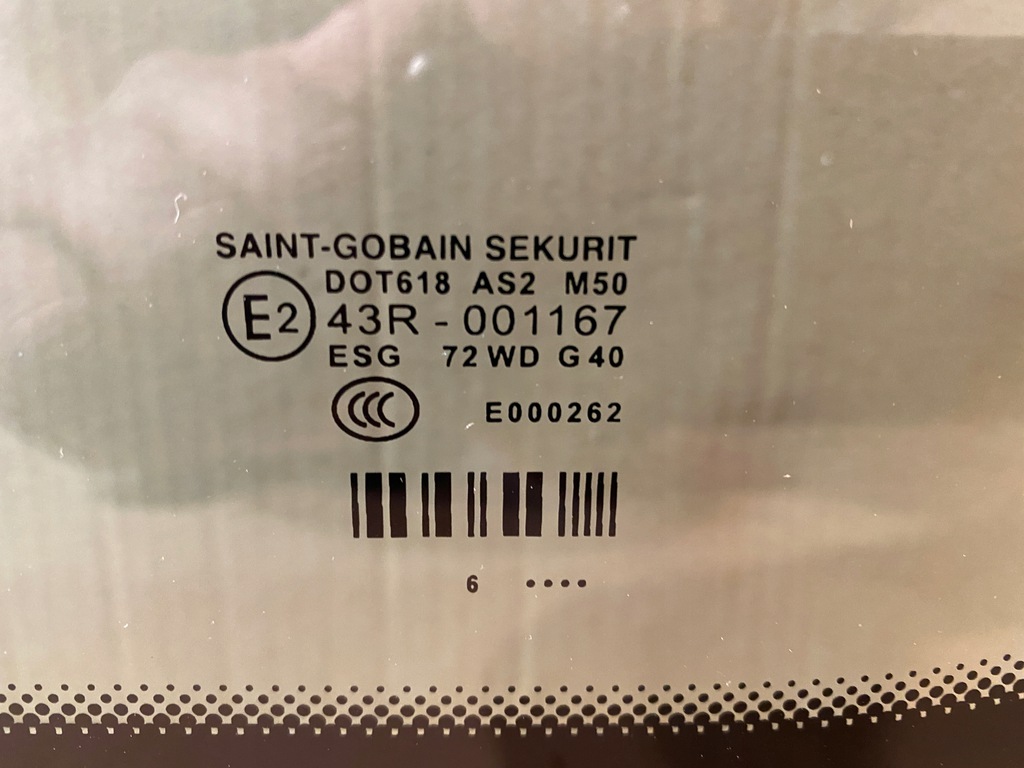 SAINT-GOBAIN SEKURIT
DOT618 AS2 M50
E2 43R - 001167
ESG 72 WD G 40
CCC E000262
6 ••••